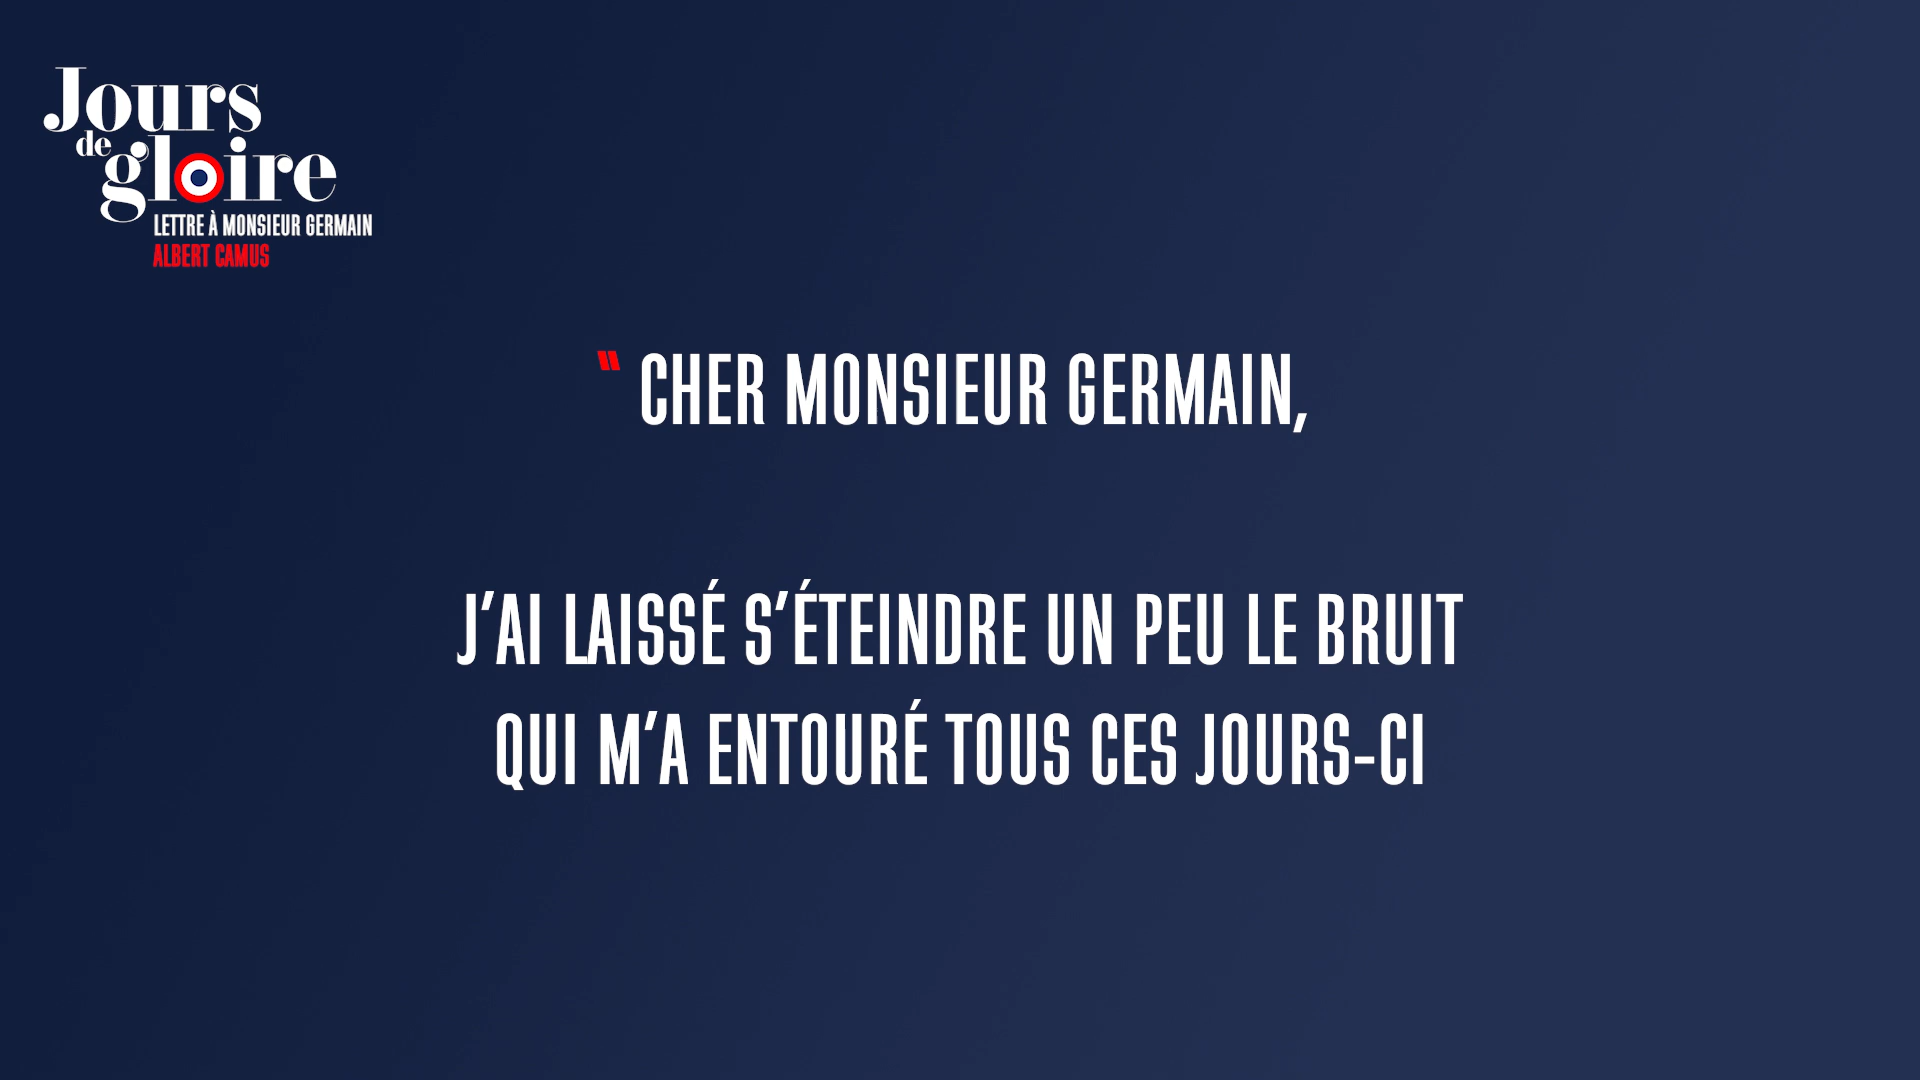 Jours
de
gloire
LETTRE À MONSIEUR GERMAIN
ALBERT CAMUS
“ CHER MONSIEUR GERMAIN,
J’AI LAISSÉ S’ÉTEINDRE UN PEU LE BRUIT
QUI M’A ENTOURÉ TOUS CES JOURS-CI